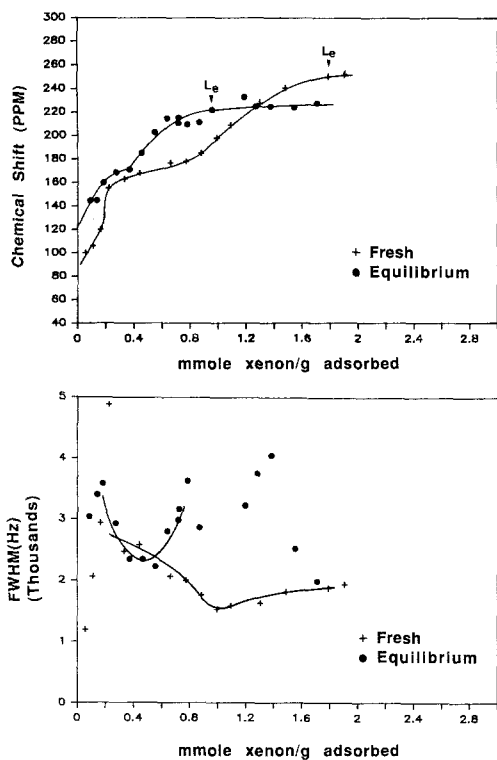 300
280
260
240
220
200
180
160
140
120
100
80
60
40
Chemical Shift (PPM)
Le
Le
+ Fresh
● Equilibrium
0 0.4 0.8 1.2 1.6 2 2.4 2.8
mmole xenon/g adsorbed
5
4
3
2
1
0
FWHM(Hz)
(Thousands)
+ Fresh
● Equilibrium
0 0.4 0.8 1.2 1.6 2 2.4 2.8
mmole xenon/g adsorbed